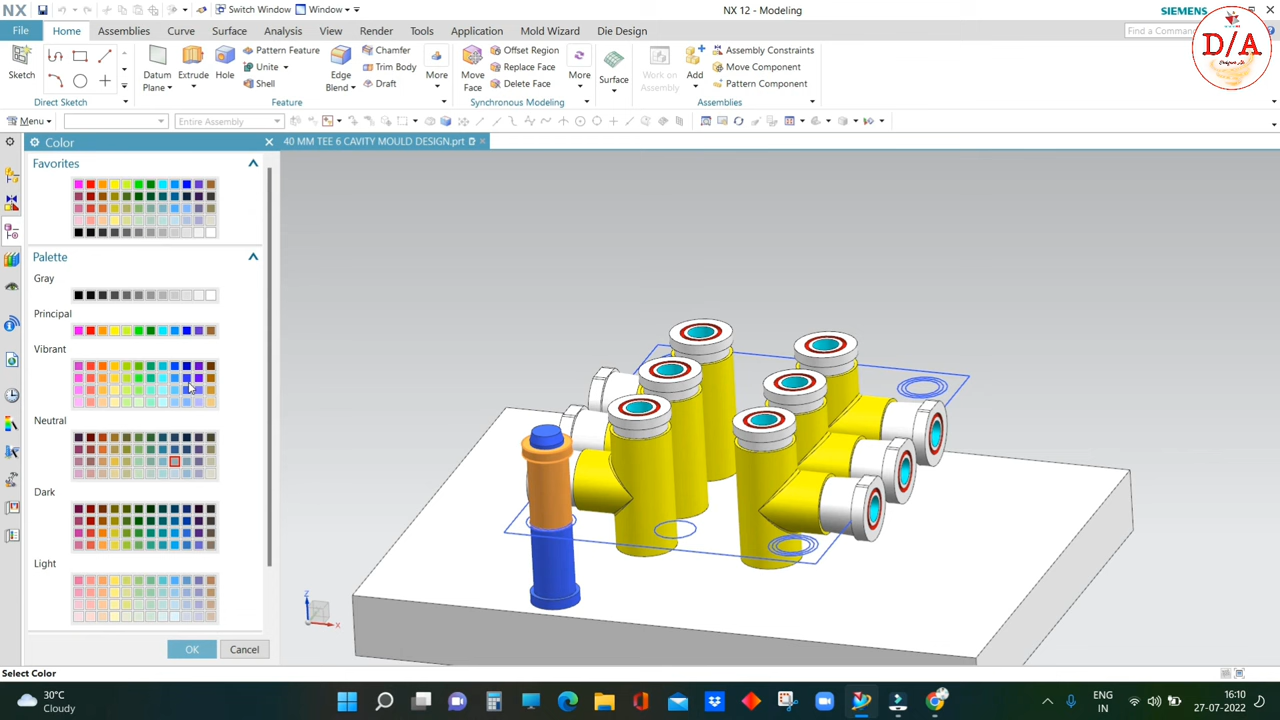 NX
Switch Window
Window
NX 12 - Modeling
SIEMENS
File
Home
Assemblies
Curve
Surface
Analysis
View
Render
Tools
Application
Mold Wizard
Die Design
Find a Comman
D/A
Sketch
Direct Sketch
Datum Plane
Extrude
Hole
Pattern Feature
Unite
Shell
Edge Blend
Chamfer
Trim Body
Draft
More
Feature
Move Face
Offset Region
Replace Face
Delete Face
More
Synchronous Modeling
Surface
Work on Assembly
Add
Assembly Constraints
Move Component
Pattern Component
Assemblies
Menu
Entire Assembly
Color
40 MM TEE 6 CAVITY MOULD DESIGN.prt
Favorites
Palette
Gray
Principal
Vibrant
Neutral
Dark
Light
OK
Cancel
Z
X
Select Color
30°C
Cloudy
ENG
IN
16:10
27-07-2022